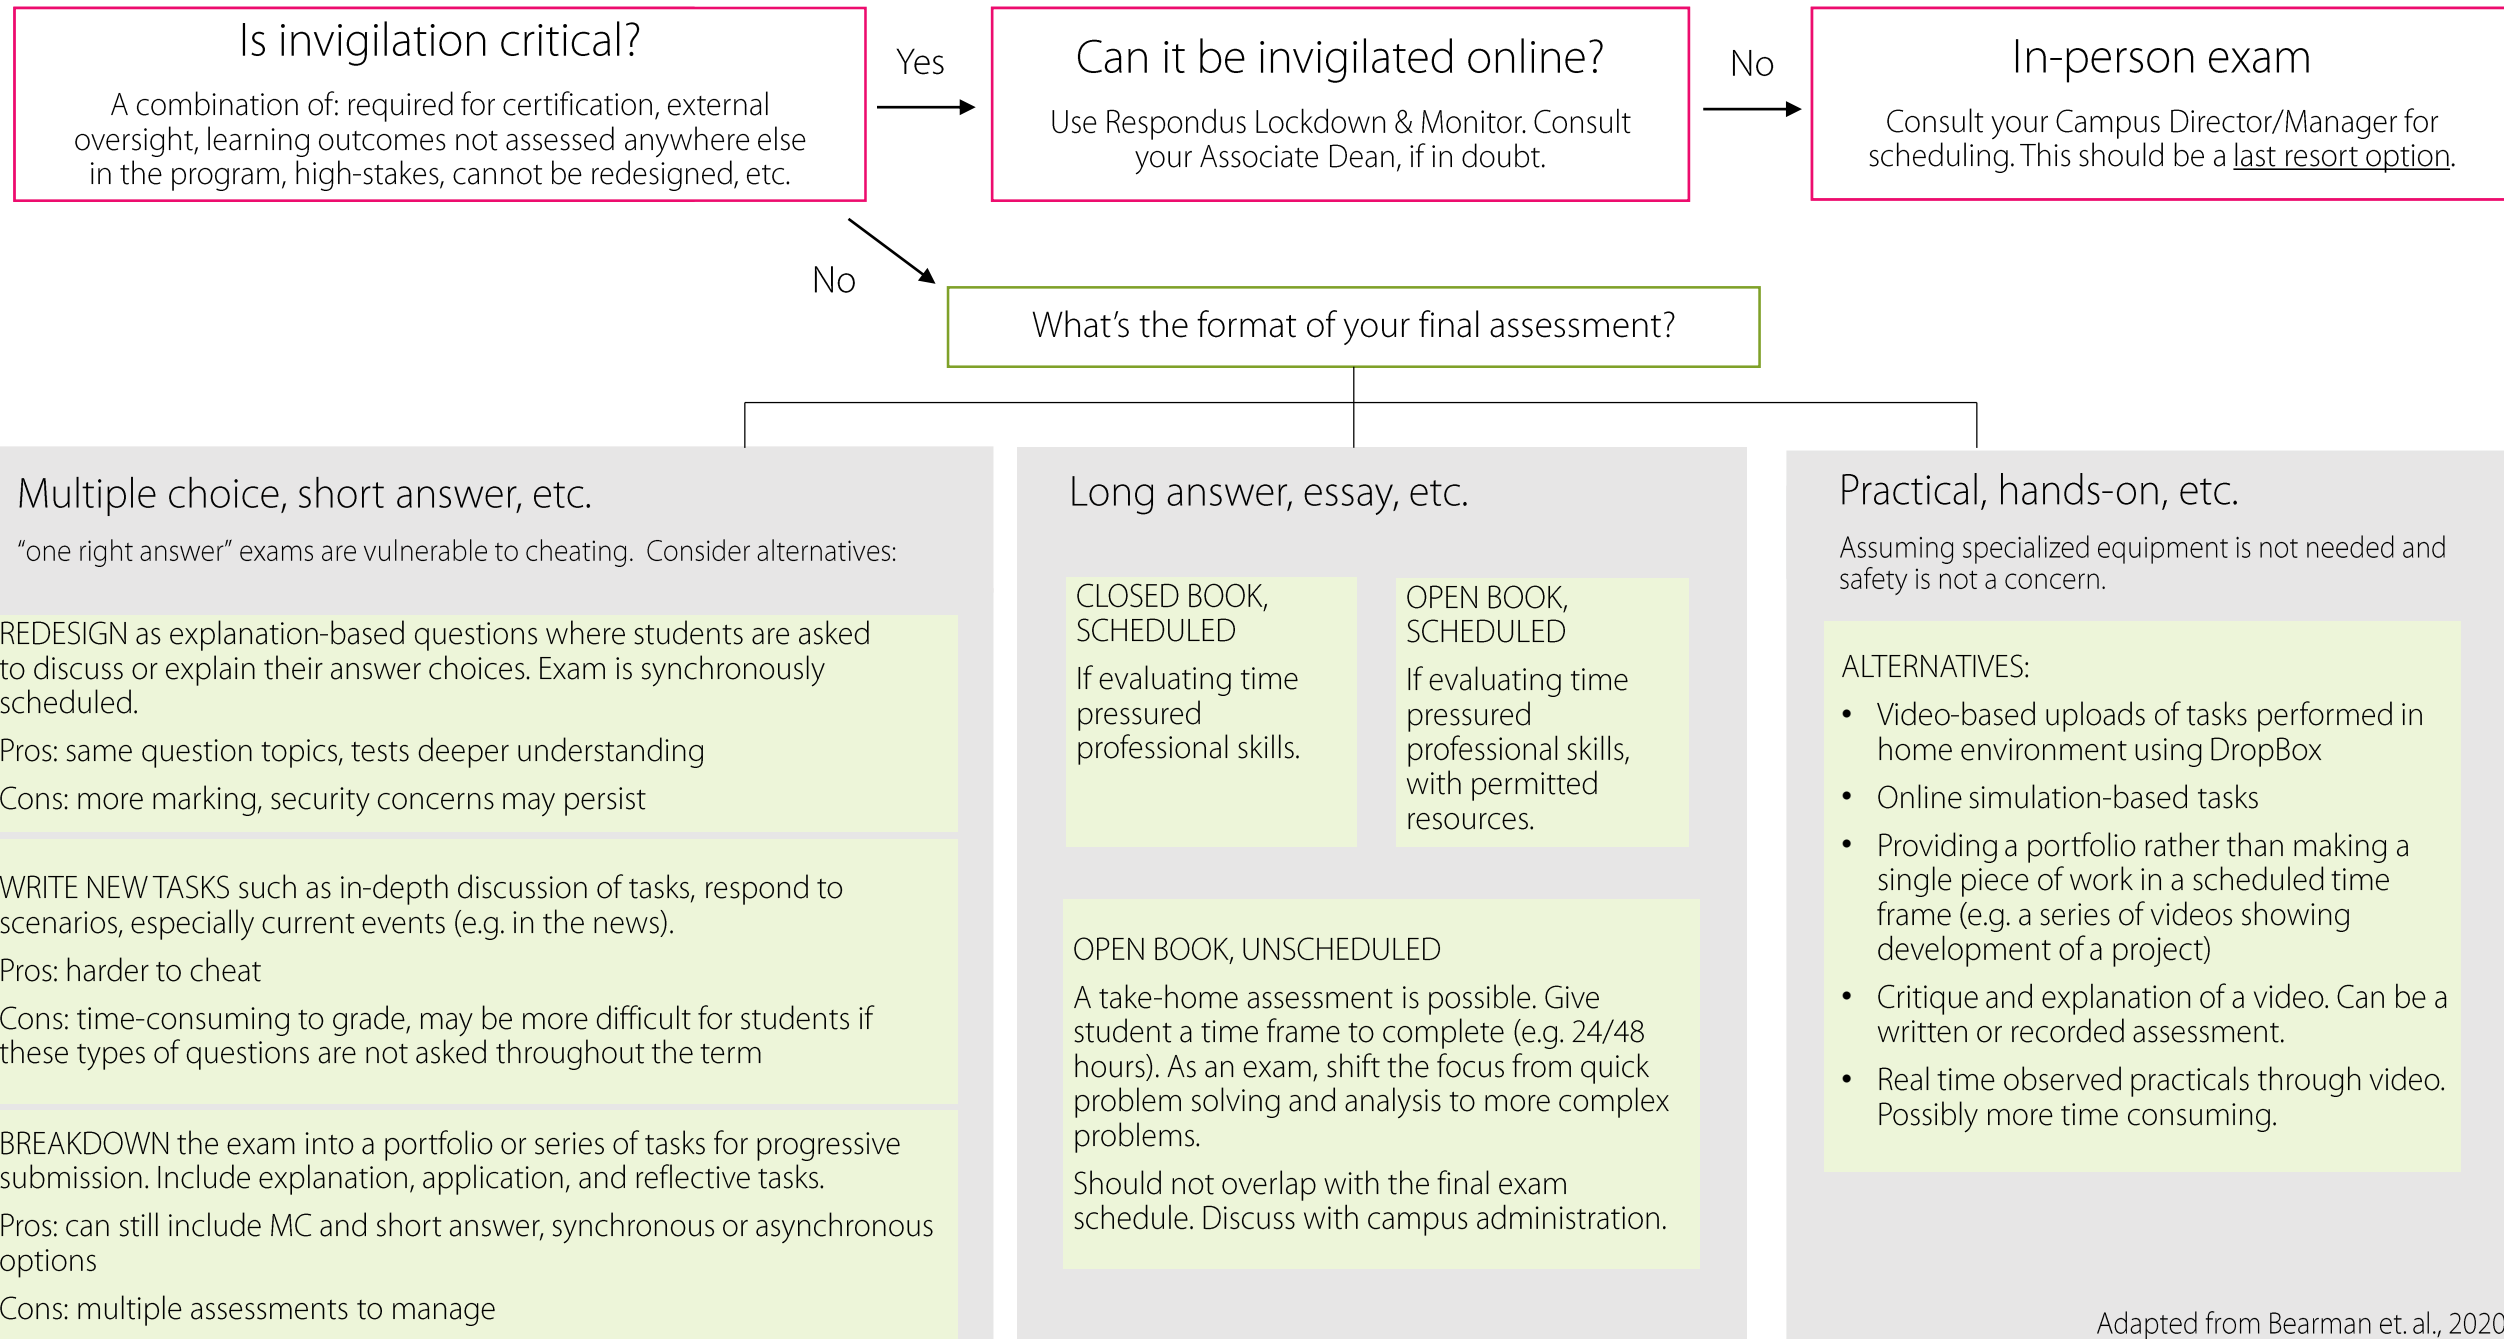 Is invigilation critical?
A combination of: required for certification, external
oversight, learning outcomes not assessed anywhere else
in the program, high-stakes, cannot be redesigned, etc.
Yes
Can it be invigilated online?
Use Respondus Lockdown & Monitor. Consult
your Associate Dean, if in doubt.
No
In-person exam
Consult your Campus Director/Manager for
scheduling. This should be a last resort option.
No
What's the format of your final assessment?
Multiple choice, short answer, etc.
“one right answer” exams are vulnerable to cheating.  Consider alternatives:
REDESIGN as explanation-based questions where students are asked
to discuss or explain their answer choices. Exam is synchronously
scheduled.
Pros: same question topics, tests deeper understanding
Cons: more marking, security concerns may persist
WRITE NEW TASKS such as in-depth discussion of tasks, respond to
scenarios, especially current events (e.g. in the news).
Pros: harder to cheat
Cons: time-consuming to grade, may be more difficult for students if
these types of questions are not asked throughout the term
BREAKDOWN the exam into a portfolio or series of tasks for progressive
submission. Include explanation, application, and reflective tasks.
Pros: can still include MC and short answer, synchronous or asynchronous
options
Cons: multiple assessments to manage
Long answer, essay, etc.
CLOSED BOOK,
SCHEDULED
If evaluating time
pressured
professional skills.
OPEN BOOK,
SCHEDULED
If evaluating time
pressured
professional skills,
with permitted
resources.
OPEN BOOK, UNSCHEDULED
A take-home assessment is possible. Give
student a time frame to complete (e.g. 24/48
hours). As an exam, shift the focus from quick
problem solving and analysis to more complex
problems.
Should not overlap with the final exam
schedule. Discuss with campus administration.
Practical, hands-on, etc.
Assuming specialized equipment is not needed and
safety is not a concern.
ALTERNATIVES:
• Video-based uploads of tasks performed in
home environment using DropBox
• Online simulation-based tasks
• Providing a portfolio rather than making a
single piece of work in a scheduled time
frame (e.g. a series of videos showing
development of a project)
• Critique and explanation of a video. Can be a
written or recorded assessment.
• Real time observed practicals through video.
Possibly more time consuming.
Adapted from Bearman et. al., 2020